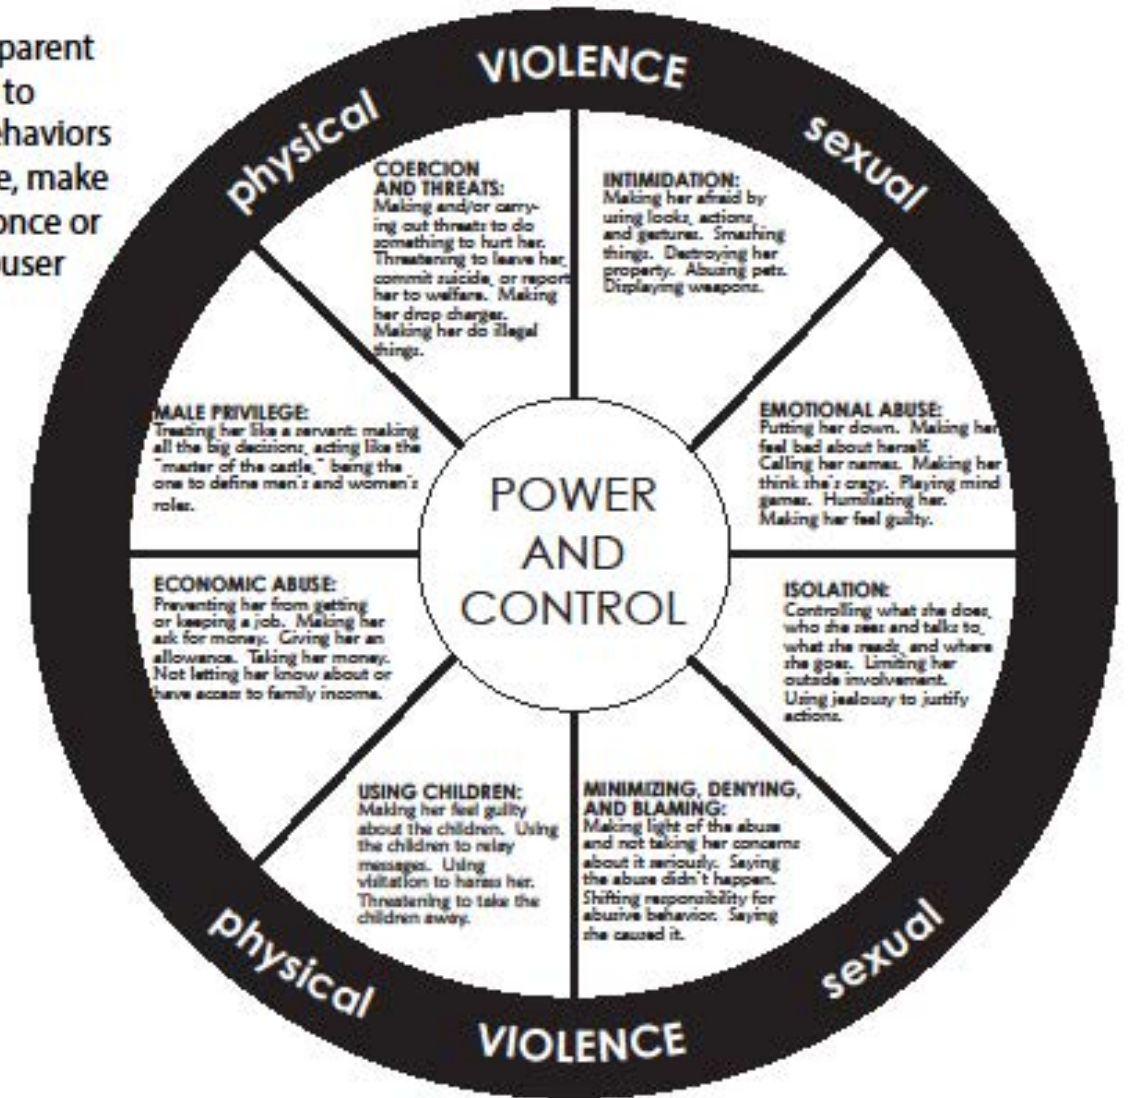 parent
to
ehaviors
e, make
once or
buser
VIOLENCE
physical
sexual
COERCION
AND THREATS:
Making and/or carry-
ing out threats to do
something to hurt her.
Threatening to leave her,
commit suicide, or report
her to welfare. Making
her drop charges.
Making her do illegal
things.
INTIMIDATION:
Making her afraid by
using looks, actions,
and gestures. Smashing
things. Destroying her
property. Abusing pets.
Displaying weapons.
EMOTIONAL ABUSE:
Putting her down. Making her
feel bad about herself.
Calling her names. Making her
think she's crazy. Playing mind
games. Humiliating her.
Making her feel guilty.
ISOLATION:
Controlling what she does,
who she sees and talks to,
what she reads, and where
she goes. Limiting her
outside involvement.
Using jealousy to justify
actions.
MINIMIZING, DENYING,
AND BLAMING:
Making light of the abuse
and not taking her concerns
about it seriously. Saying
the abuse didn't happen.
Shifting responsibility for
abusive behavior. Saying
she caused it.
USING CHILDREN:
Making her feel guilty
about the children. Using
the children to relay
messages. Using
visitation to harass her.
Threatening to take the
children away.
ECONOMIC ABUSE:
Preventing her from getting
or keeping a job. Making her
ask for money. Giving her an
allowance. Taking her money.
Not letting her know about or
have access to family income.
MALE PRIVILEGE:
Treating her like a servant: making
all the big decisions, acting like the
"master of the castle," being the
one to define men's and women's
roles.
POWER
AND
CONTROL
physical
sexual
VIOLENCE